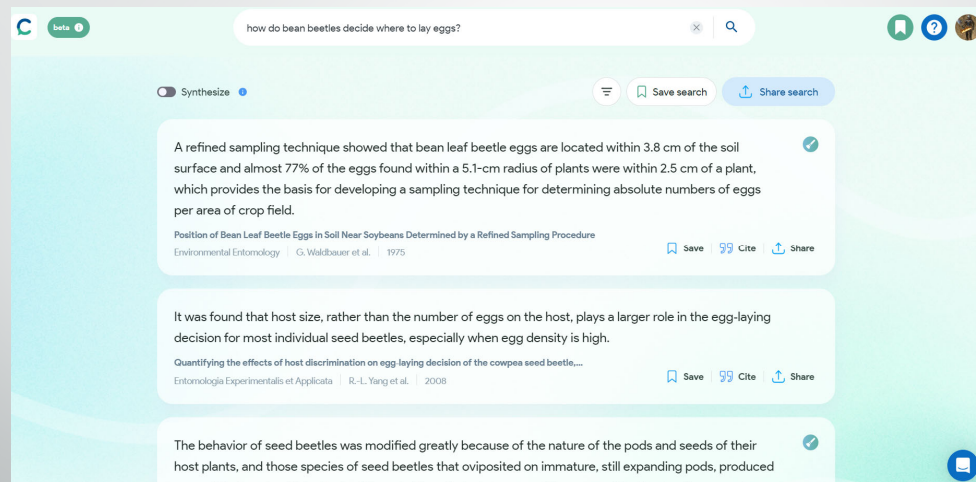 C
beta
how do bean beetles decide where to lay eggs?
?
Synthesize
Save search
Share search
A refined sampling technique showed that bean leaf beetle eggs are located within 3.8 cm of the soil
surface and almost 77% of the eggs found within a 5.1-cm radius of plants were within 2.5 cm of a plant,
which provides the basis for developing a sampling technique for determining absolute numbers of eggs
per area of crop field.
Position of Bean Leaf Beetle Eggs in Soil Near Soybeans Determined by a Refined Sampling Procedure
Environmental Entomology | G. Waldbauer et al. | 1975
Save | Cite | Share
It was found that host size, rather than the number of eggs on the host, plays a larger role in the egg-laying
decision for most individual seed beetles, especially when egg density is high.
Quantifying the effects of host discrimination on egg-laying decision of the cowpea seed beetle,...
Entomologia Experimentalis et Applicata | R.-L. Yang et al. | 2008
Save | Cite | Share
The behavior of seed beetles was modified greatly because of the nature of the pods and seeds of their
host plants, and those species of seed beetles that oviposited on immature, still expanding pods, produced